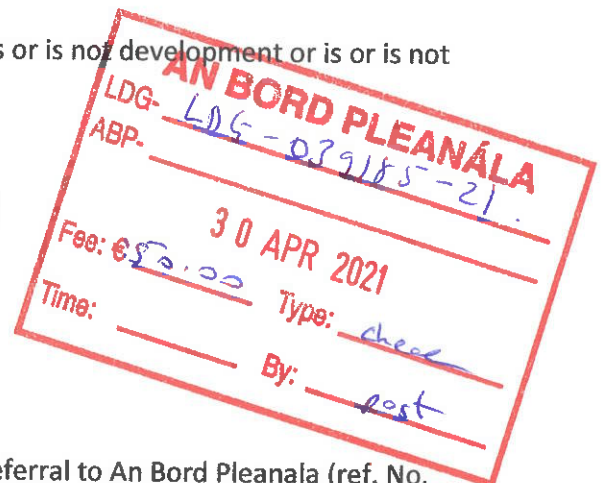 s or is not development or is or is not
AN BORD PLEANÁLA
LDG- LDG-039185-21.
ABP-
30 APR 2021
Fee: €50.00 Type: cheque
Time: By: post
eferral to An Bord Pleanala (ref. No.